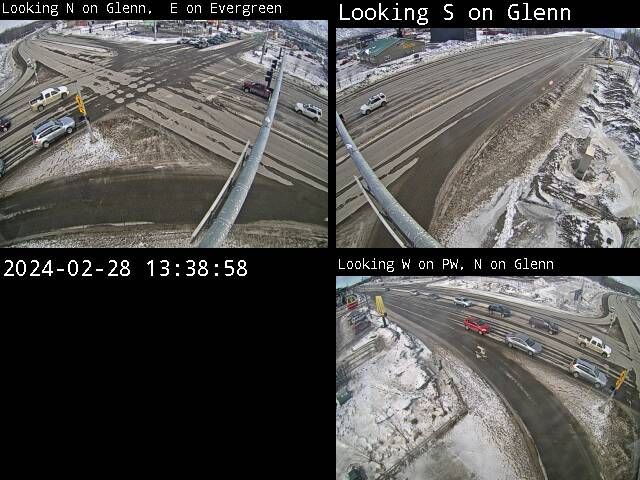 Looking N on Glenn,  E on Evergreen
Looking S on Glenn
2024-02-28 13:38:58
Looking W on PW, N on Glenn